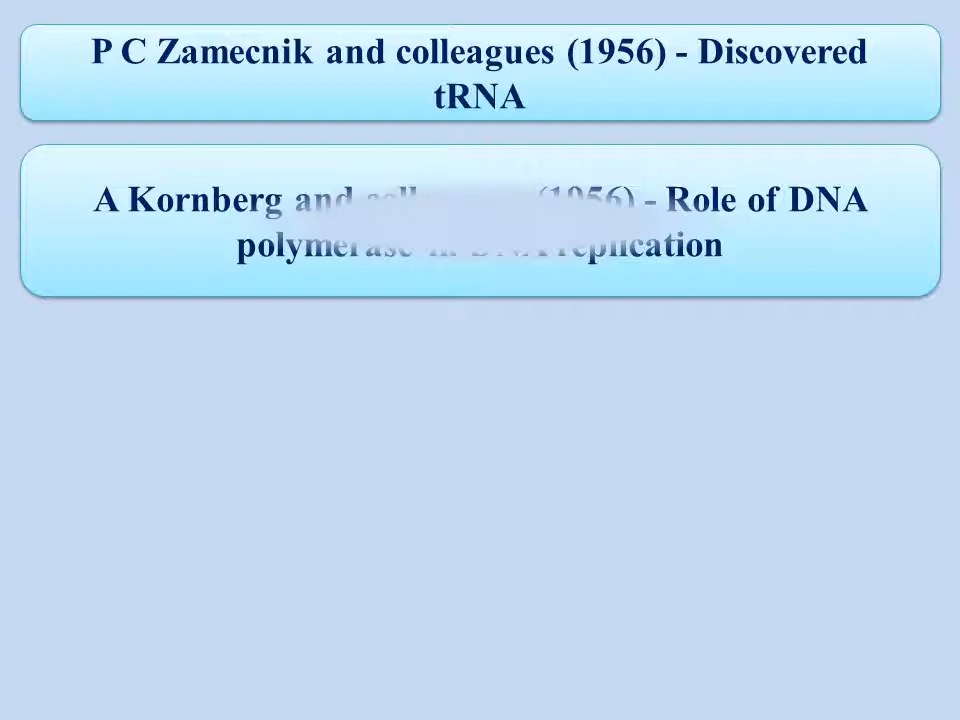 P C Zamecnik and colleagues (1956) - Discovered
tRNA
A Kornberg and colleagues (1956) - Role of DNA
polymerase in DNA replication